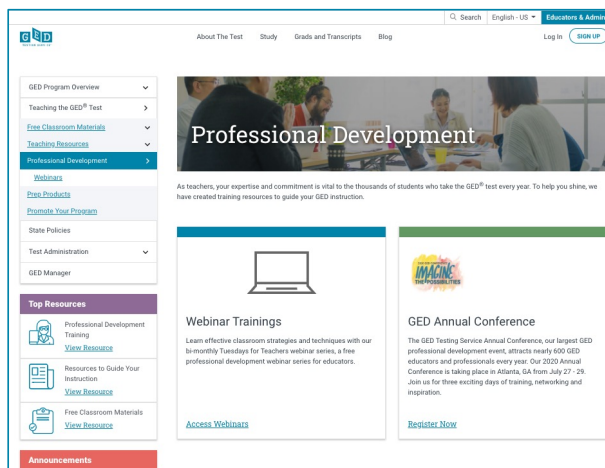 Search English - US Educators & Admin
GED
About The Test Study Grads and Transcripts Blog
Log In SIGN UP
GED Program Overview
Teaching the GED® Test
Free Classroom Materials
Teaching Resources
Professional Development
Webinars
Prep Products
Promote Your Program
State Policies
Test Administration
GED Manager
Top Resources
Professional Development
Training
View Resource
Resources to Guide Your
Instruction
View Resource
Free Classroom Materials
View Resource
Announcements
Professional Development
As teachers, your expertise and commitment is vital to the thousands of students who take the GED® test every year. To help you shine, we
have created training resources to guide your GED instruction.
Webinar Trainings
Learn effective classroom strategies and techniques with our
bi-monthly Tuesdays for Teachers webinar series, a free
professional development webinar series for educators.
Access Webinars
IMAGINE
THE POSSIBILITIES
GED Annual Conference
The GED Testing Service Annual Conference, our largest GED
professional development event, attracts nearly 600 GED
educators and professionals every year. Our 2020 Annual
Conference is taking place in Atlanta, GA from July 27 - 29.
Join us for three exciting days of training, networking and
inspiration.
Register Now